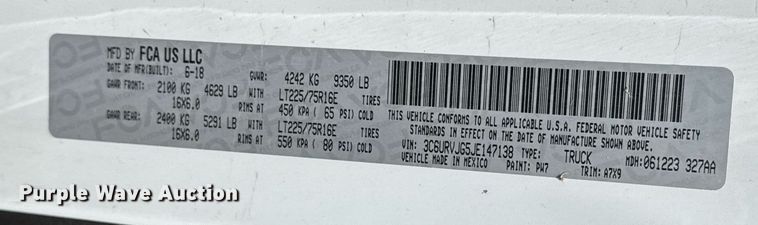 MFD BY FCA US LLC
DATE OF MFR(BUILT): 6-18 GVWR: 4242 KG 9350 LB
GAWR FRONT: 2100 KG 4629 LB WITH LT225/75R16E TIRES
16X6.0 RIMS AT 450 KPA ( 65 PSI) COLD
GAWR REAR: 2400 KG 5291 LB WITH LT225/75R16E TIRES
16X6.0 RIMS AT 550 KPA ( 80 PSI) COLD
THIS VEHICLE CONFORMS TO ALL APPLICABLE U.S.A. FEDERAL MOTOR VEHICLE SAFETY
STANDARDS IN EFFECT ON THE DATE OF MANUFACTURE SHOWN ABOVE.
VIN: 3C6URVJG5JE147138 TYPE: TRUCK MDH:061223 327AA
VEHICLE MADE IN MEXICO PAINT: PW7 TRIM: A7X9
Purple Wave Auction